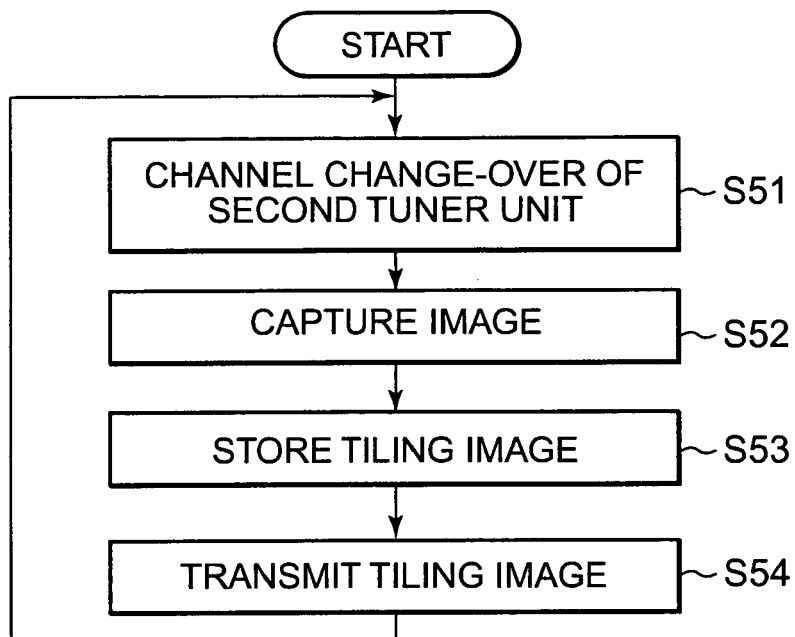 START
CHANNEL CHANGE-OVER OF
SECOND TUNER UNIT
S51
CAPTURE IMAGE
S52
STORE TILING IMAGE
S53
TRANSMIT TILING IMAGE
S54